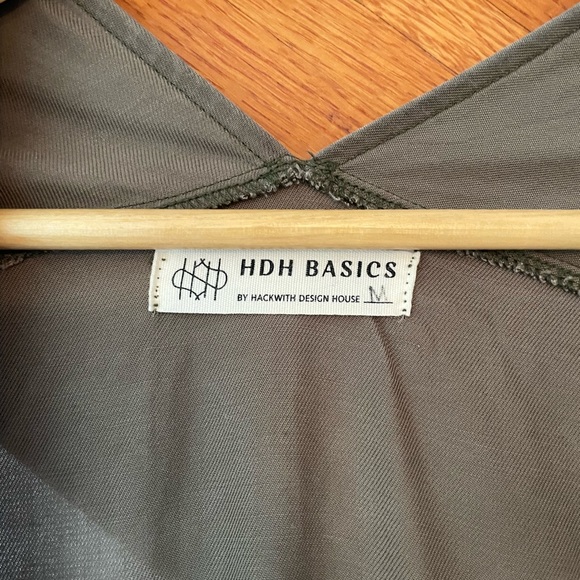 HDH BASICS
BY HACKWITH DESIGN HOUSE M